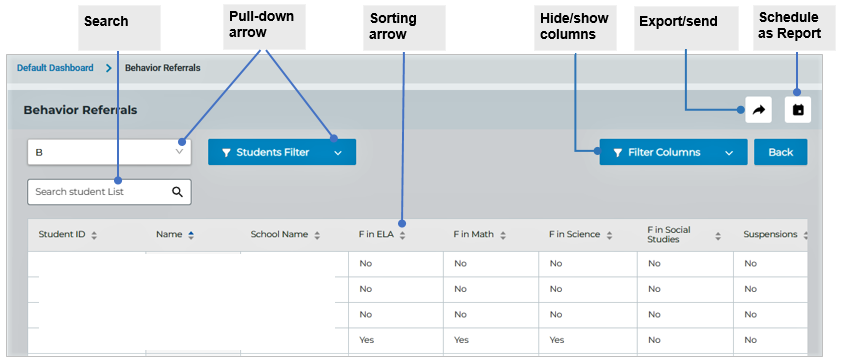 Search
Pull-down
arrow
Sorting
arrow
Hide/show
columns
Export/send
Schedule
as Report
Default Dashboard > Behavior Referrals
Behavior Referrals
B
Students Filter
Filter Columns
Back
Search student List
Student ID Name School Name F in ELA F in Math F in Science F in Social Studies Suspensions
No No No No No
No No No No No
No No No No No
Yes Yes Yes No No